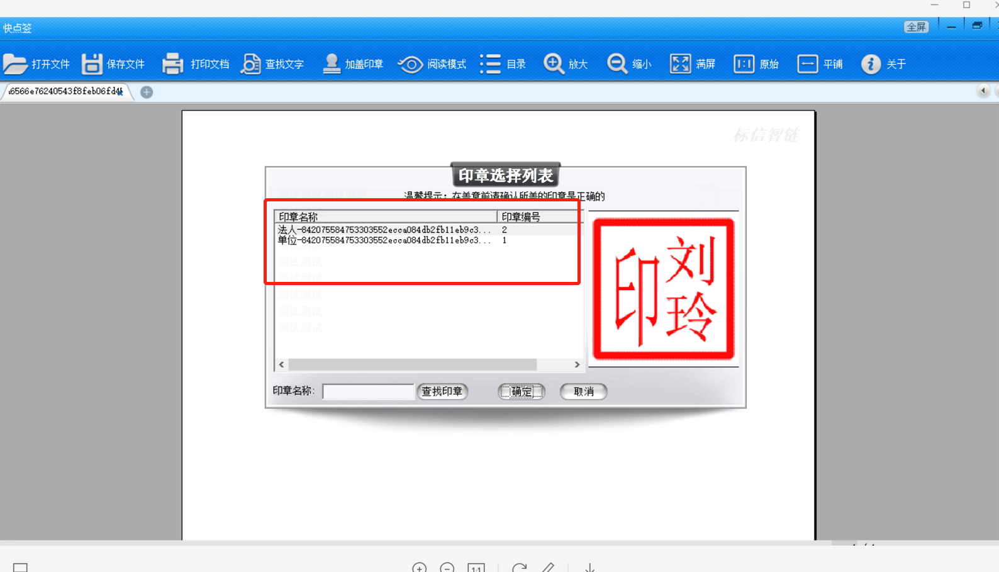 快点签
全屏
打开文件 保存文件 打印文档 查找文字 加盖印章 阅读模式 目录 放大 缩小 满屏 原始 平铺 关于
标信智链
印章选择列表
温馨提示：在盖章前请确认所盖的印章是正确的
印章名称 印章编号
法人-842075584753303552ecca084db2fb11eb9c3... 2
单位-842075584753303552ecca084db2fb11eb9c3... 1
测试测试
测试测试
测试测试
测试测试
测试测试
刘玲印
印章名称: 查找印章 确定 取消
1:1